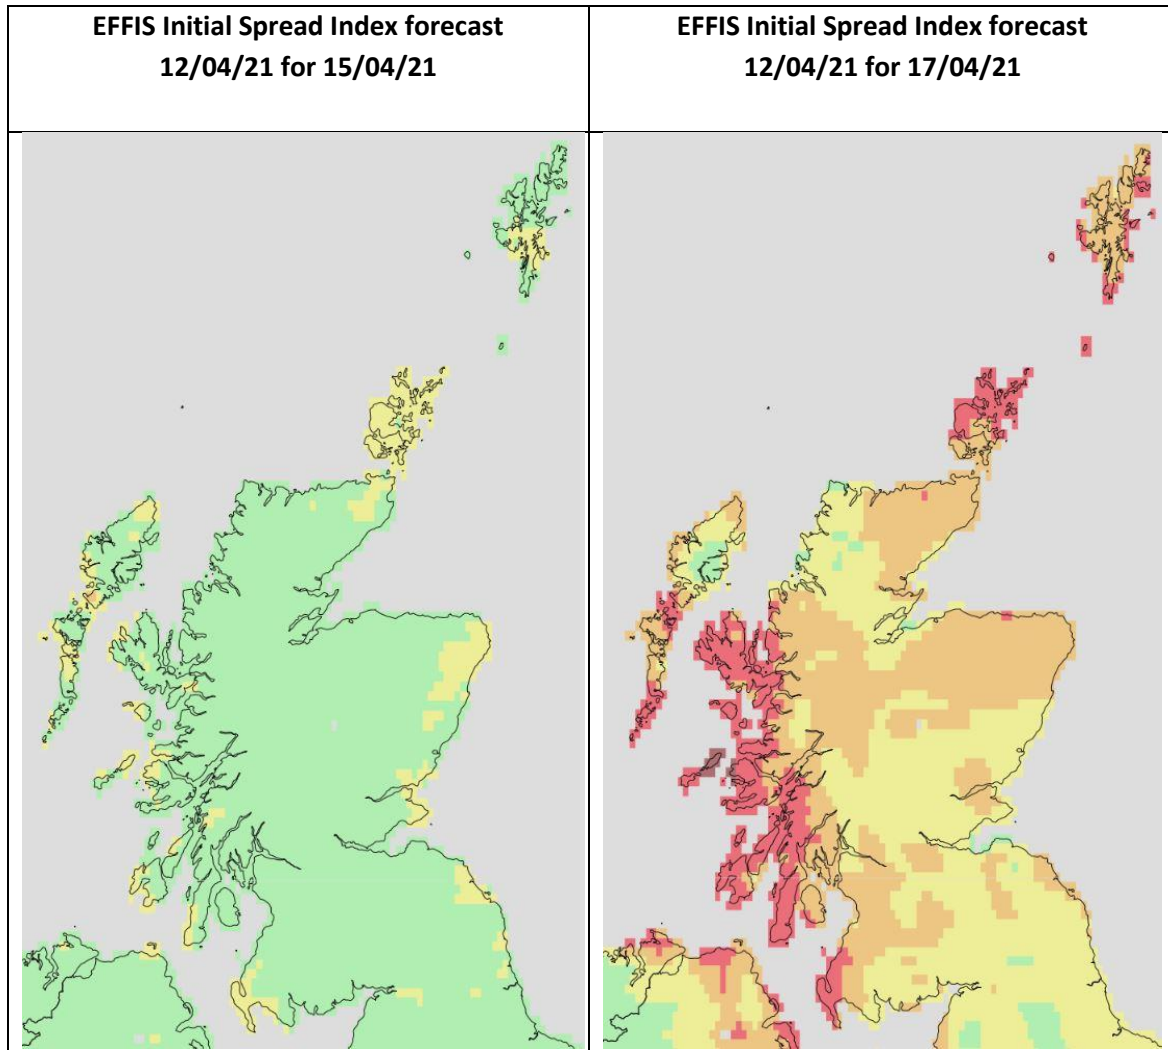 EFFIS Initial Spread Index forecast
12/04/21 for 15/04/21
EFFIS Initial Spread Index forecast
12/04/21 for 17/04/21